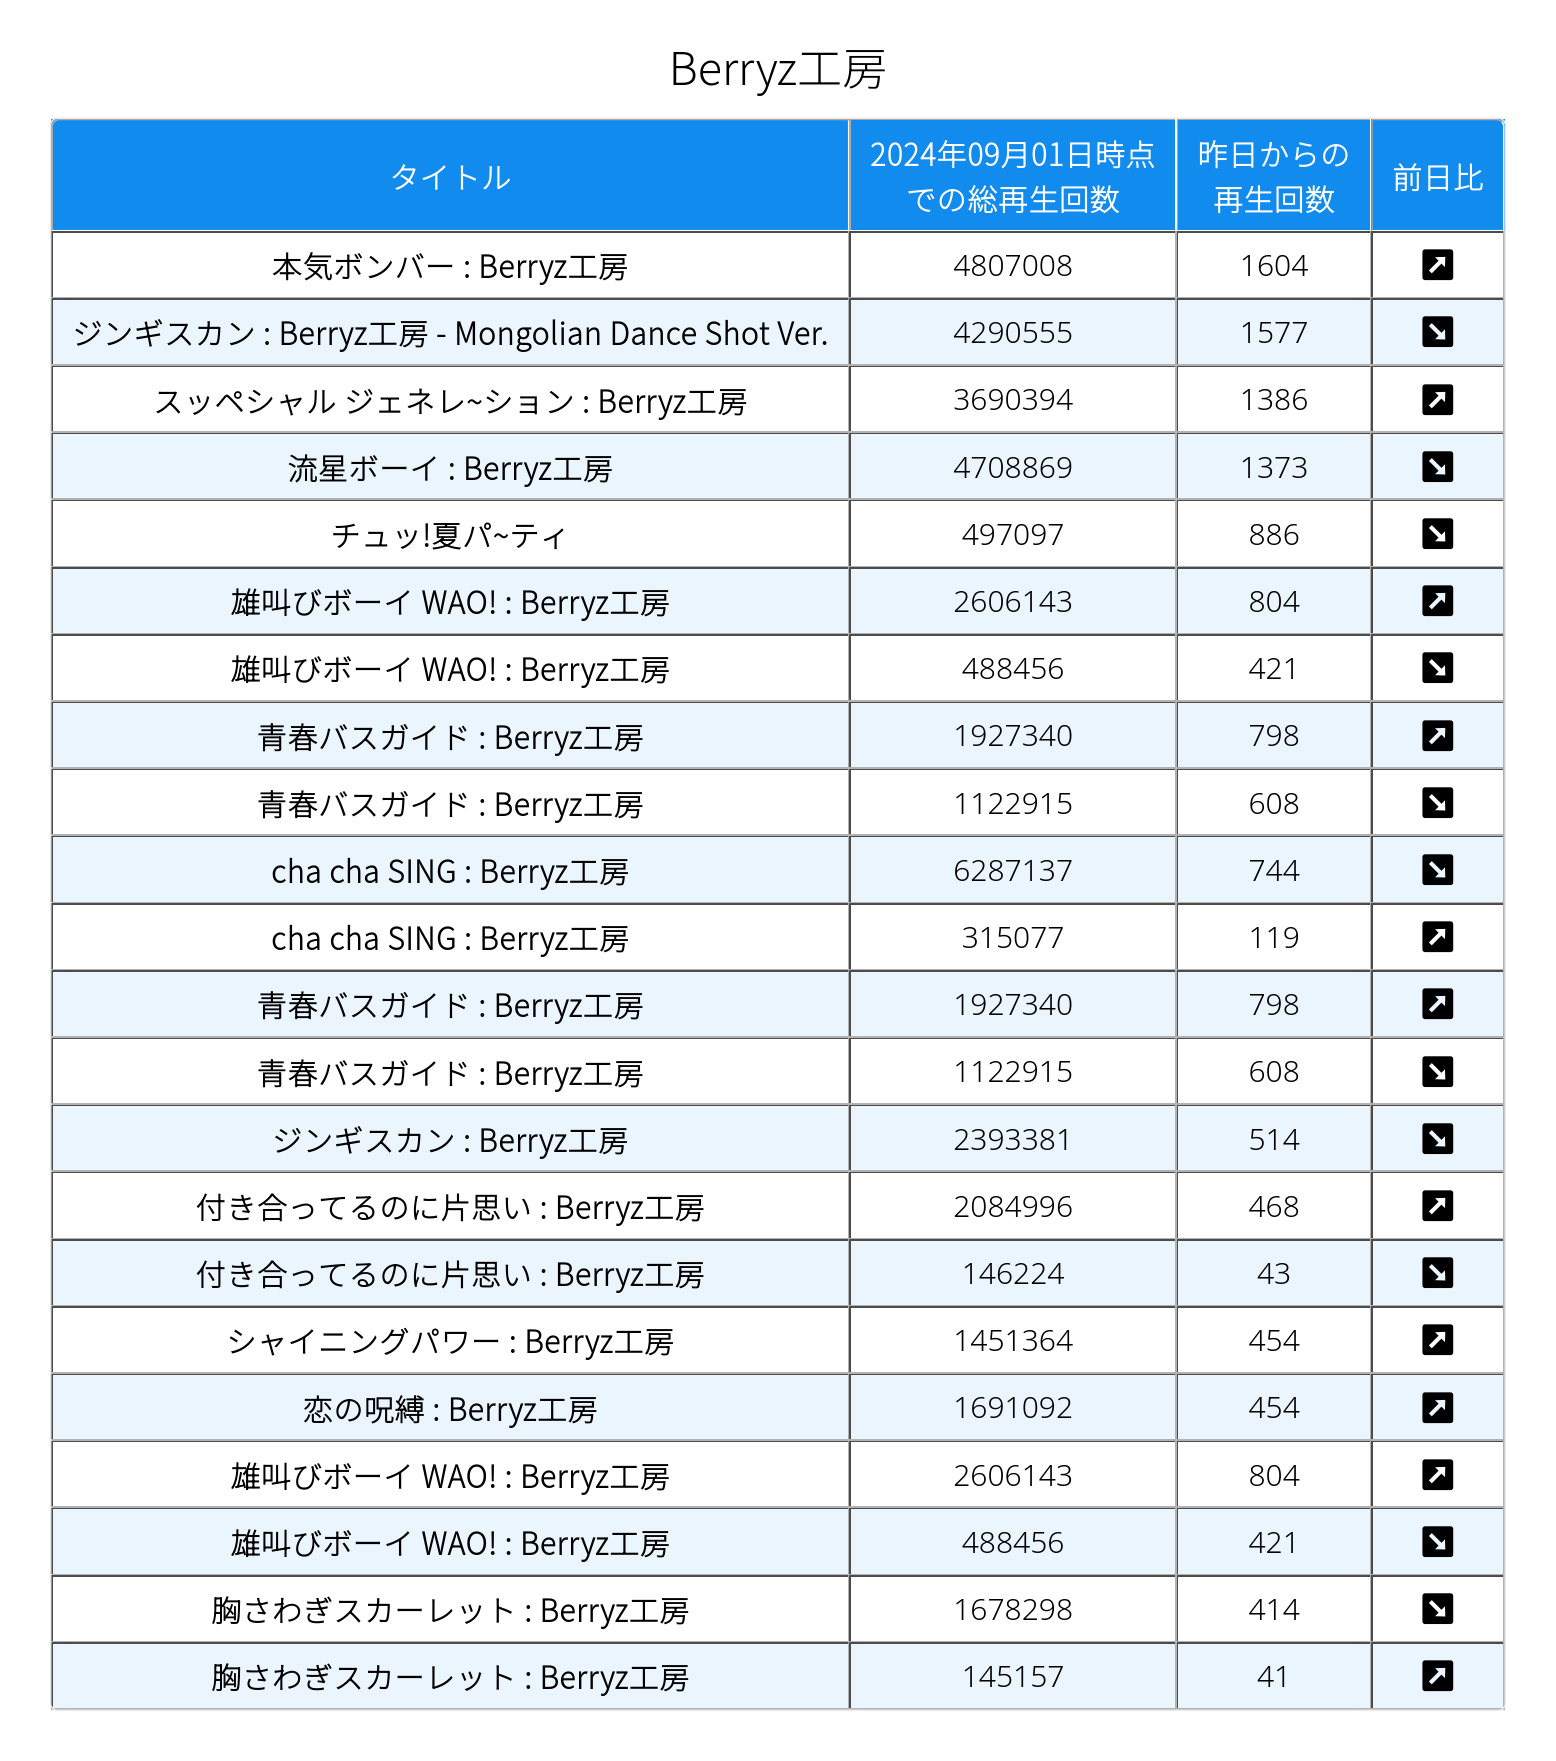 Berryz工房
タイトル 2024年09月01日時点での総再生回数 昨日からの再生回数 前日比
本気ボンバー : Berryz工房 4807008 1604 ↗
ジンギスカン : Berryz工房 - Mongolian Dance Shot Ver. 4290555 1577 ↘
スッペシャル ジェネレ~ション : Berryz工房 3690394 1386 ↗
流星ボーイ : Berryz工房 4708869 1373 ↘
チュッ!夏パ~ティ 497097 886 ↘
雄叫びボーイ WAO! : Berryz工房 2606143 804 ↗
雄叫びボーイ WAO! : Berryz工房 488456 421 ↘
青春バスガイド : Berryz工房 1927340 798 ↗
青春バスガイド : Berryz工房 1122915 608 ↘
cha cha SING : Berryz工房 6287137 744 ↘
cha cha SING : Berryz工房 315077 119 ↗
青春バスガイド : Berryz工房 1927340 798 ↗
青春バスガイド : Berryz工房 1122915 608 ↘
ジンギスカン : Berryz工房 2393381 514 ↘
付き合ってるのに片思い : Berryz工房 2084996 468 ↗
付き合ってるのに片思い : Berryz工房 146224 43 ↘
シャイニングパワー : Berryz工房 1451364 454 ↗
恋の呪縛 : Berryz工房 1691092 454 ↗
雄叫びボーイ WAO! : Berryz工房 2606143 804 ↗
雄叫びボーイ WAO! : Berryz工房 488456 421 ↘
胸さわぎスカーレット : Berryz工房 1678298 414 ↘
胸さわぎスカーレット : Berryz工房 145157 41 ↗